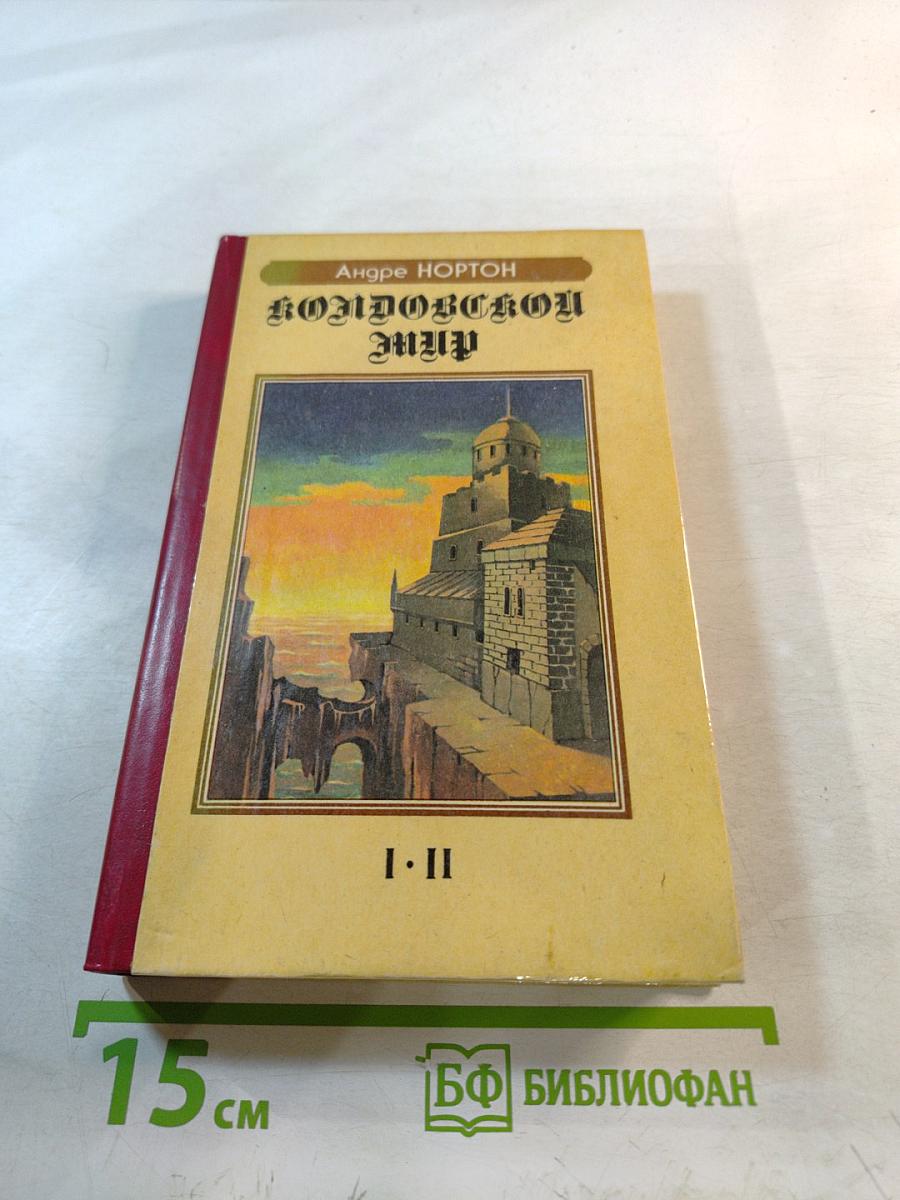 Андре НОРТОН
КОЛДОВСКОЙ
МИР
I • II
15 см
БФ БИБЛИОФАН